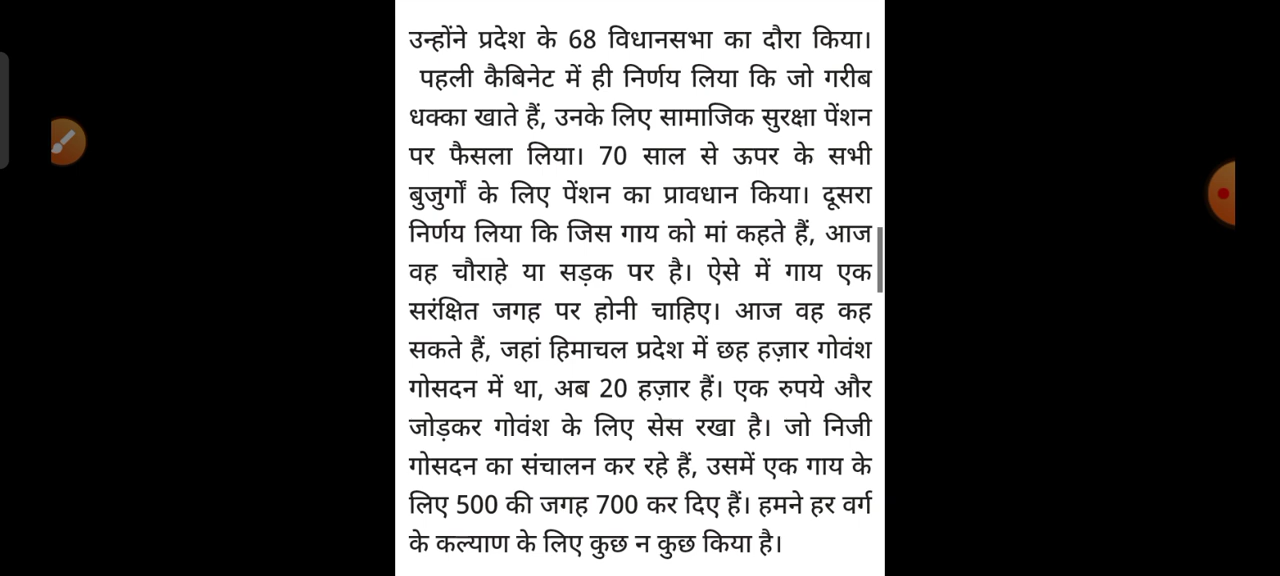 उन्होंने प्रदेश के 68 विधानसभा का दौरा किया।
पहली कैबिनेट में ही निर्णय लिया कि जो गरीब
धक्का खाते हैं, उनके लिए सामाजिक सुरक्षा पेंशन
पर फैसला लिया। 70 साल से ऊपर के सभी
बुजुर्गों के लिए पेंशन का प्रावधान किया। दूसरा
निर्णय लिया कि जिस गाय को मां कहते हैं, आज
वह चौराहे या सड़क पर है। ऐसे में गाय एक
सरंक्षित जगह पर होनी चाहिए। आज वह कह
सकते हैं, जहां हिमाचल प्रदेश में छह हज़ार गोवंश
गोसदन में था, अब 20 हज़ार हैं। एक रुपये और
जोड़कर गोवंश के लिए सेस रखा है। जो निजी
गोसदन का संचालन कर रहे हैं, उसमें एक गाय के
लिए 500 की जगह 700 कर दिए हैं। हमने हर वर्ग
के कल्याण के लिए कुछ न कुछ किया है।